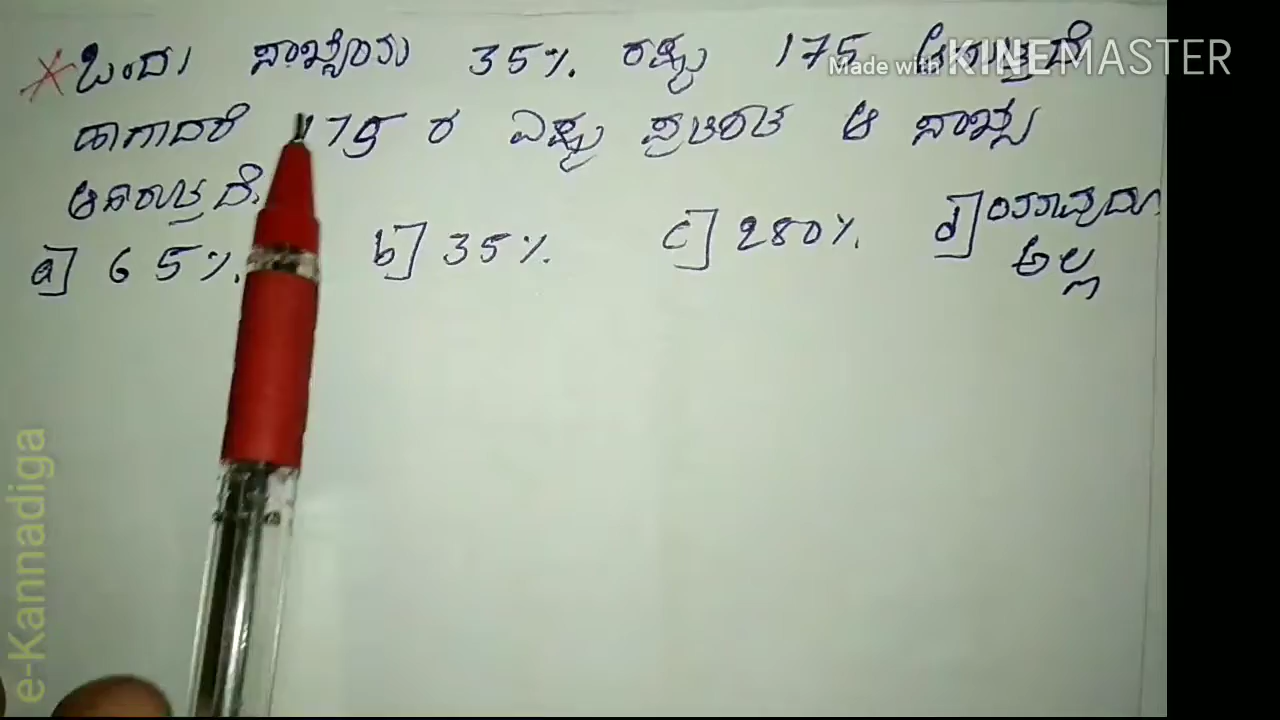 ಒಂದು ಸಂಖ್ಯೆಯ 35% ರಷ್ಟು 175 ಆಗುತ್ತದೆ
ಹಾಗಾದರೆ 175 ರ ಎಷ್ಟು ಪ್ರತಿಶತ ಆ ಸಂಖ್ಯೆ
ಆಗುತ್ತದೆ.
a] 65%. b] 35%. c] 280%. d] ಯಾವುದೂ
ಅಲ್ಲ
Made with KINEMASTER
e-Kannadiga